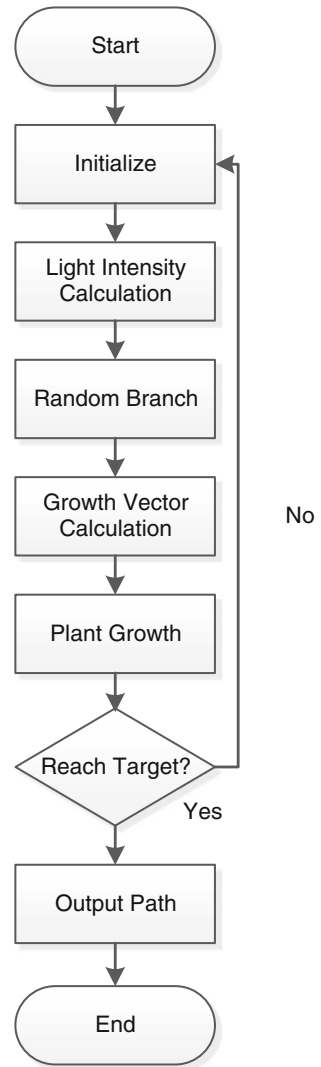 Start
Initialize
Light Intensity
Calculation
Random Branch
Growth Vector
Calculation
No
Plant Growth
Reach Target?
Yes
Output Path
End